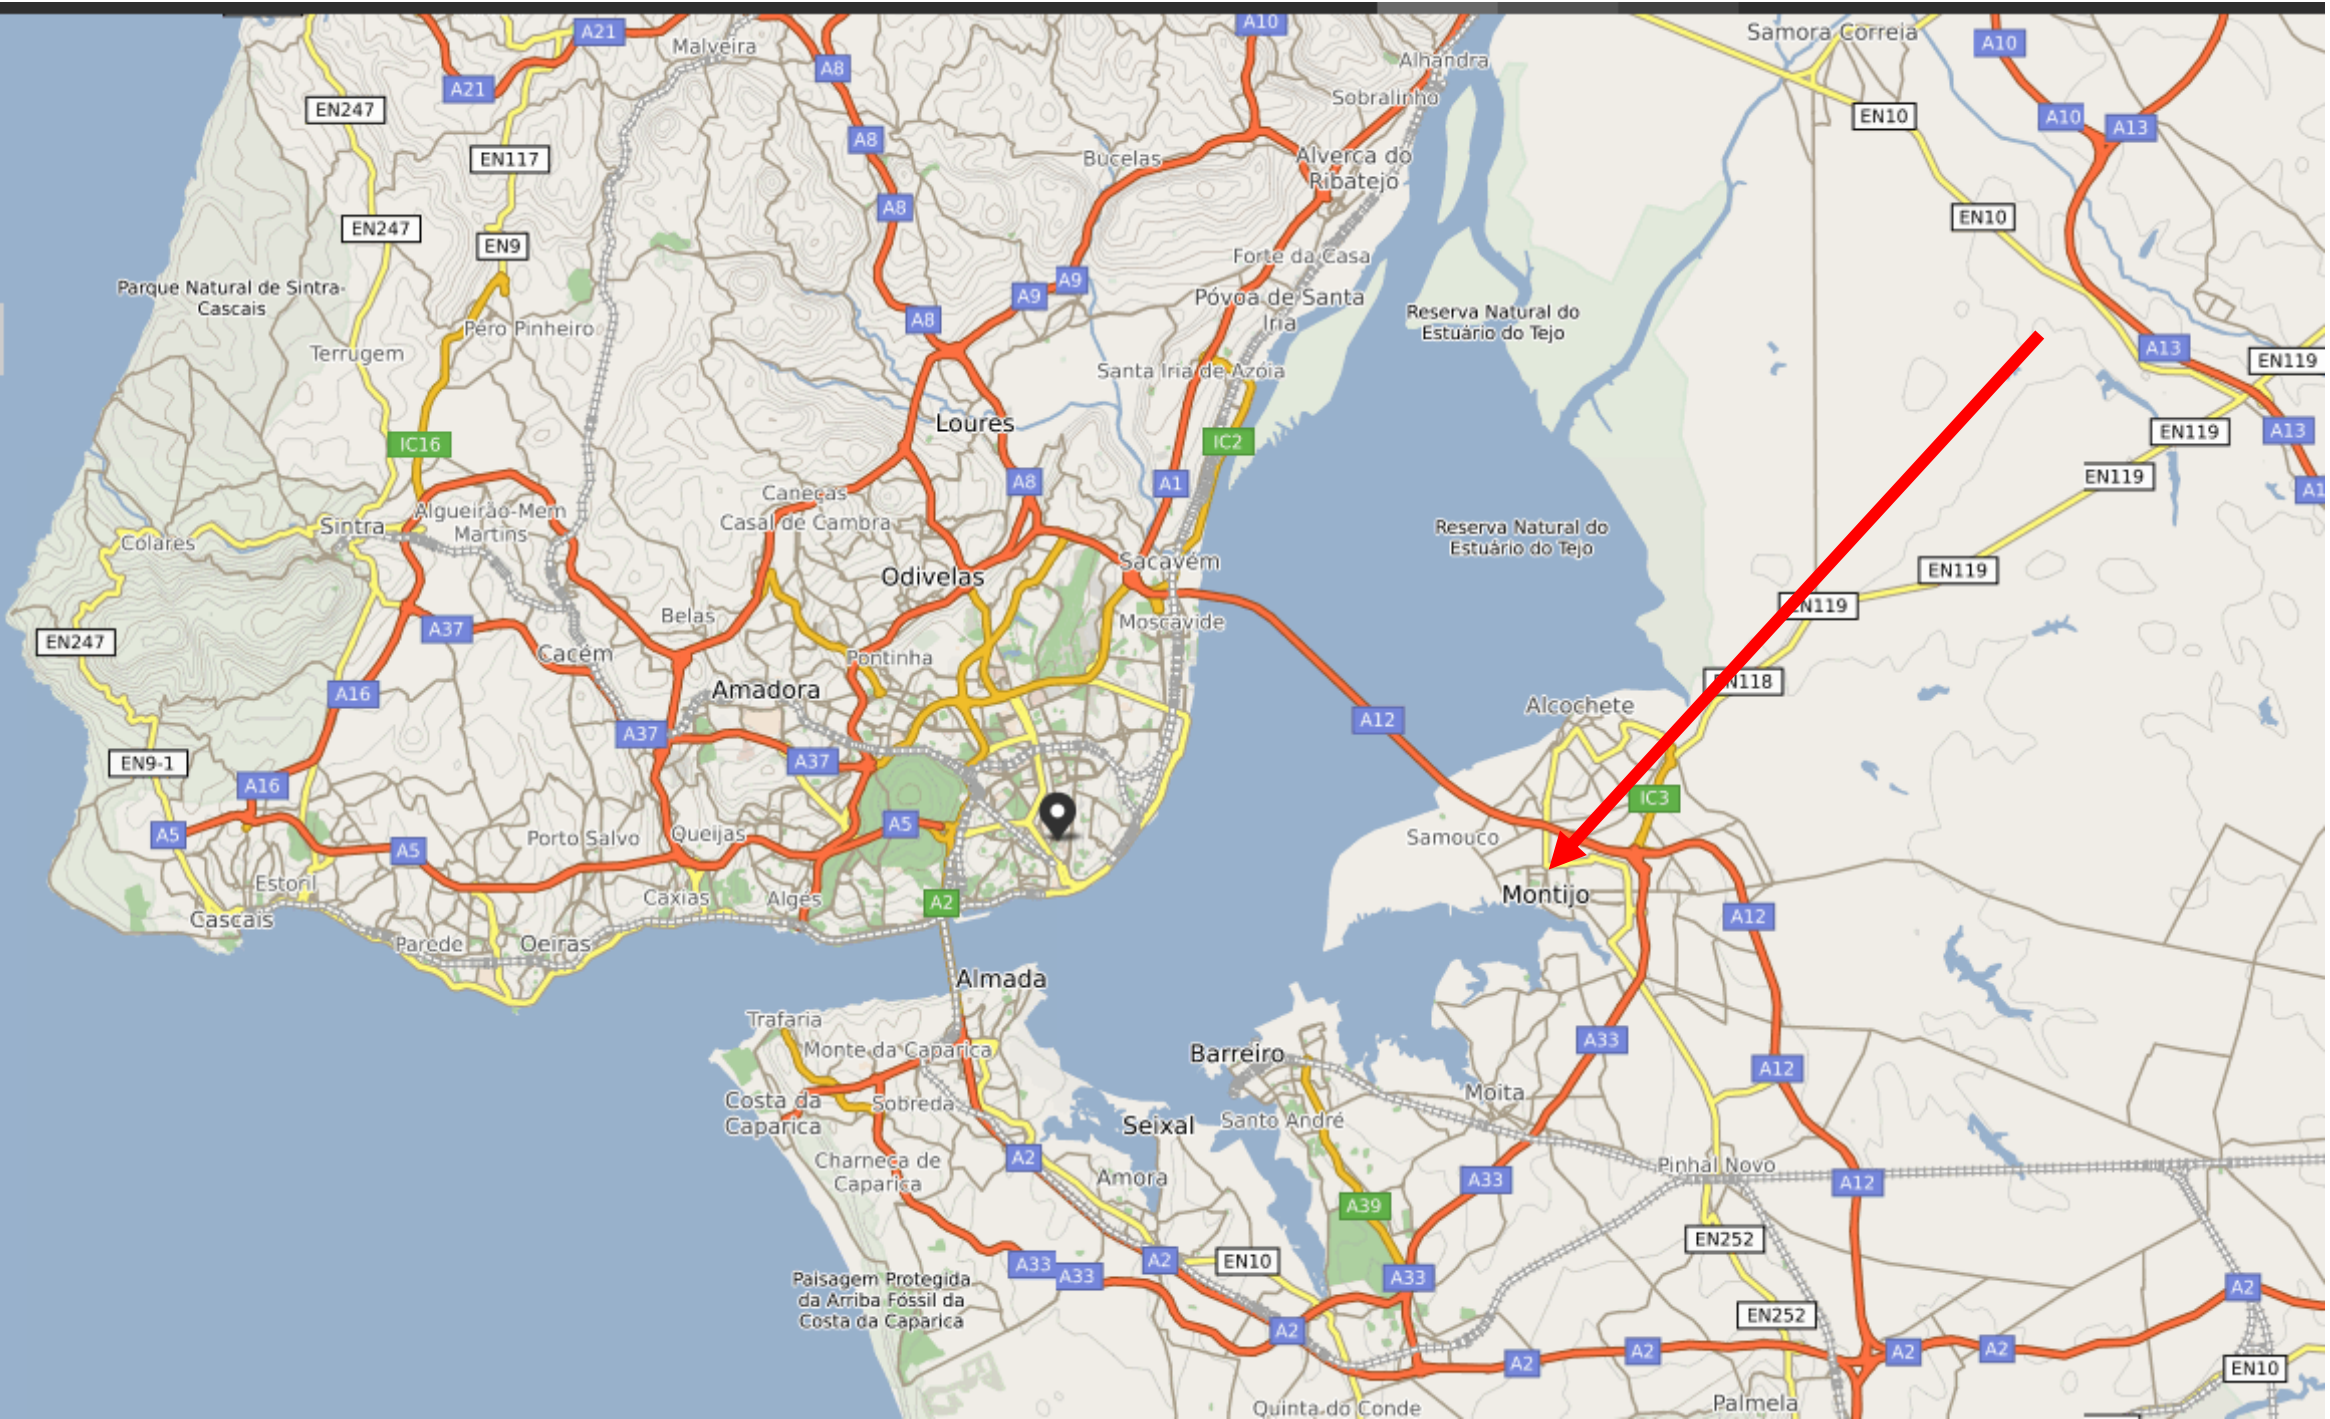 A21
A10
Samora Correia
A10
Malveira
A8
Alhandra
A21
Sobralinho
EN247
EN10
A10
A13
A8
EN117
Bucelas
Alverca do
Ribatejo
A8
EN247
EN10
EN9
Forte da Casa
Parque Natural de Sintra-
Cascais
A9
A9
Póvoa de Santa
Iria
Reserva Natural do
Estuário do Tejo
A8
Pêro Pinheiro
Terrugem
A13
EN119
Santa Iria de Azóia
Loures
IC16
IC2
EN119
A13
EN119
A8
A1
A1
Caneças
Casal de Cambra
Algueirão-Mem
Martins
Sintra
Colares
Reserva Natural do
Estuário do Tejo
Sacavém
Odivelas
EN119
EN119
Belas
Moscavide
A37
EN247
Cacém
Pontinha
EN118
A16
Amadora
Alcochete
A12
A37
EN9-1
A37
A16
IC3
A5
A5
A5
Porto Salvo
Queijas
Samouco
Estoril
Caxias
Algés
Montijo
A2
Cascais
A12
Parede
Oeiras
Almada
Trafaria
A33
Monte da Caparica
Barreiro
A12
Costa da
Caparica
Sobreda
Moita
Seixal
Santo André
A2
Charneca de
Caparica
Amora
Pinhal Novo
A33
A12
A39
EN252
A33
A33
A2
EN10
A33
A2
Paisagem Protegida
da Arriba Fóssil da
Costa da Caparica
EN252
A2
A2
A2
A2
A2
EN10
Quinta do Conde
Palmela